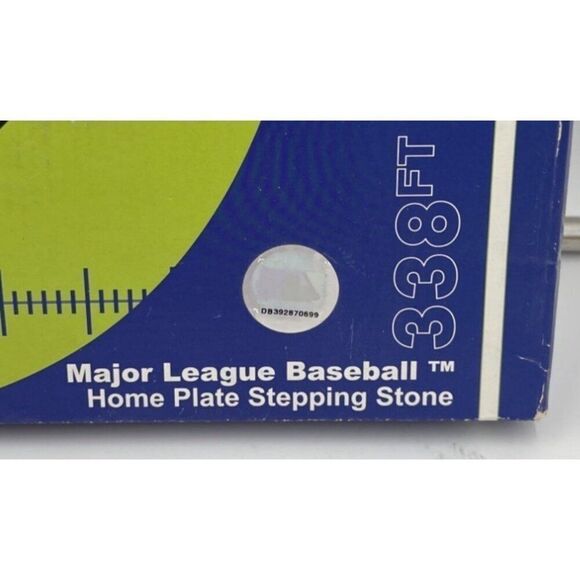 338FT
DB392870699
Major League Baseball ™
Home Plate Stepping Stone